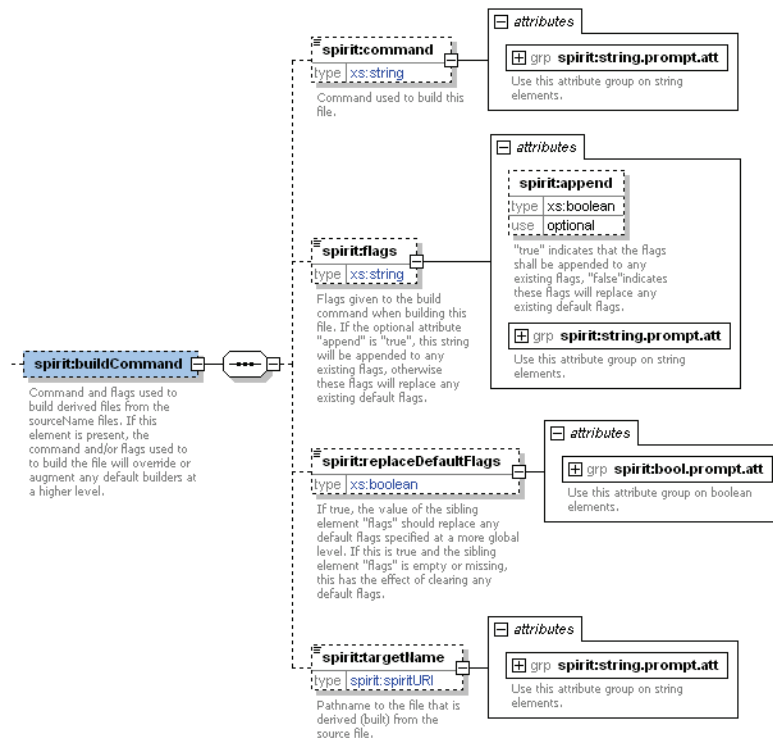 spirit:command
type xs:string
Command used to build this
file.
attributes
grp spirit:string.prompt.att
Use this attribute group on string
elements.
spirit:flags
type xs:string
Flags given to the build
command when building this
file. If the optional attribute
"append" is "true", this string
will be appended to any
existing flags, otherwise
these flags will replace any
existing default flags.
attributes
spirit:append
type xs:boolean
use optional
"true" indicates that the flags
shall be appended to any
existing flags, "false"indicates
these flags will replace any
existing default flags.
grp spirit:string.prompt.att
Use this attribute group on string
elements.
spirit:buildCommand
Command and flags used to
build derived files from the
sourceName files. If this
element is present, the
command and/or flags used to
to build the file will override or
augment any default builders at
a higher level.
spirit:replaceDefaultFlags
type xs:boolean
If true, the value of the sibling
element "flags" should replace any
default flags specified at a more global
level. If this is true and the sibling
element "flags" is empty or missing,
this has the effect of clearing any
default flags.
attributes
grp spirit:bool.prompt.att
Use this attribute group on boolean
elements.
spirit:targetName
type spirit:spiritURI
Pathname to the file that is
derived (built) from the
source file.
attributes
grp spirit:string.prompt.att
Use this attribute group on string
elements.